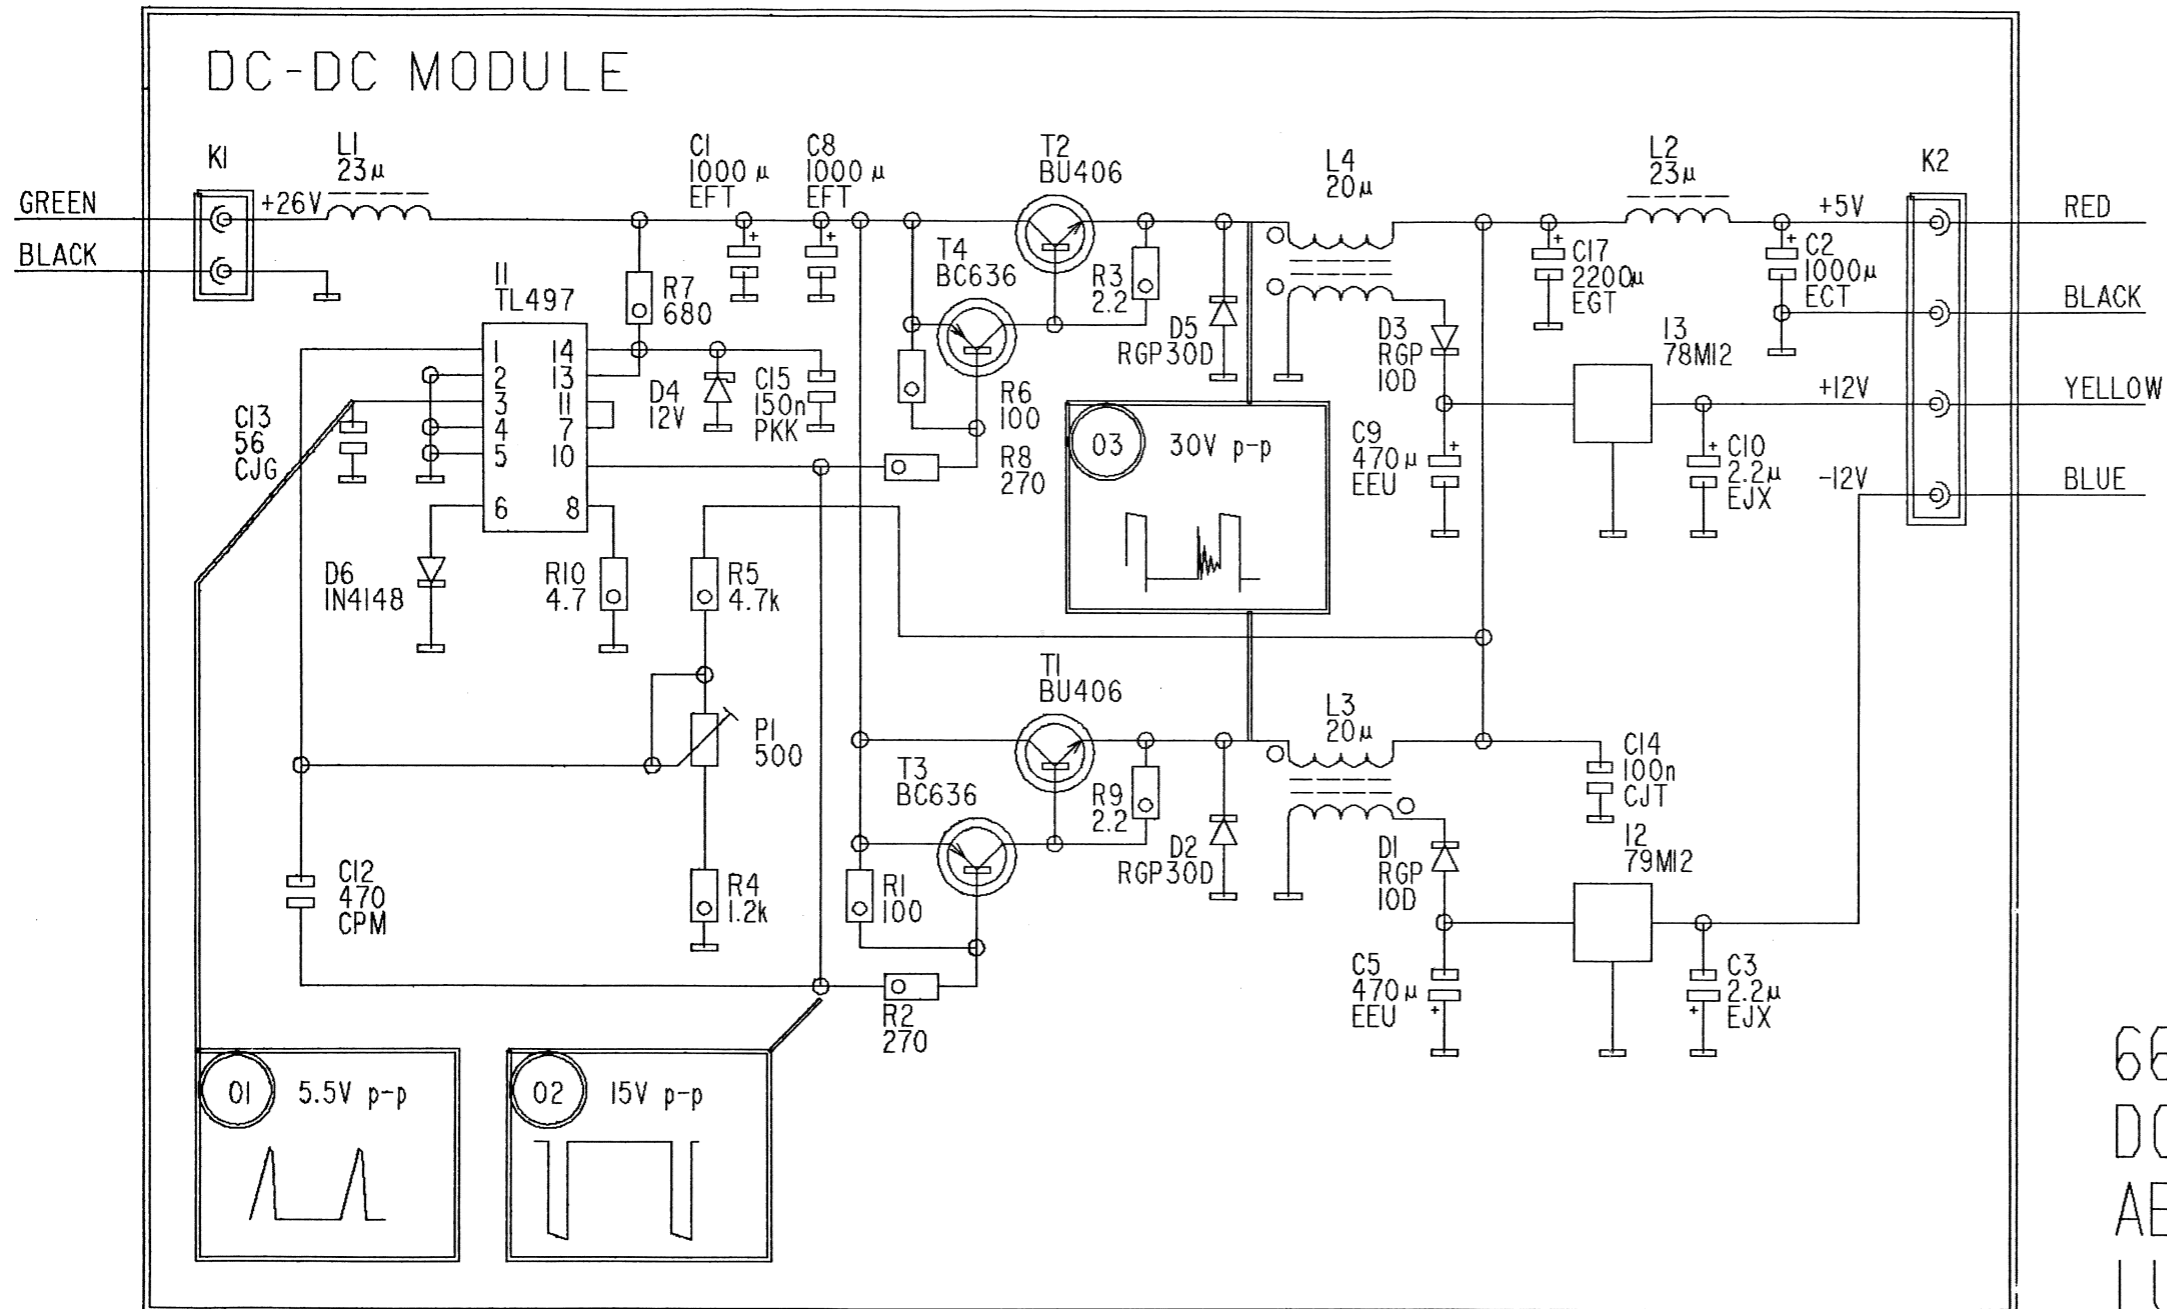 DC-DC MODULE
K1
L1
23μ
C1
1000 μ
EFT
C8
1000 μ
EFT
T2
BU406
L4
20μ
L2
23μ
K2
GREEN
+26V
+5V
RED
BLACK
I1
TL497
R7
680
T4
BC636
R3
2.2
C17
2200μ
EGT
C2
1000μ
ECT
BLACK
1
2
3
4
5
6
14
13
11
7
10
8
D4
12V
C15
150n
PKK
R6
100
D5
RGP30D
D3
RGP
10D
I3
78M12
+12V
YELLOW
C13
56
CJG
R8
270
03
30V p-p
C9
470 μ
EEU
C10
2.2μ
EJX
-12V
BLUE
D6
1N4148
R10
4.7
R5
4.7k
P1
500
T1
BU406
L3
20μ
C14
100n
CJT
T3
BC636
R9
2.2
D2
RGP30D
D1
RGP
10D
I2
79M12
C12
470
CPM
R4
1.2k
R1
100
R2
270
C5
470 μ
EEU
C3
2.2μ
EJX
01
5.5V p-p
02
15V p-p